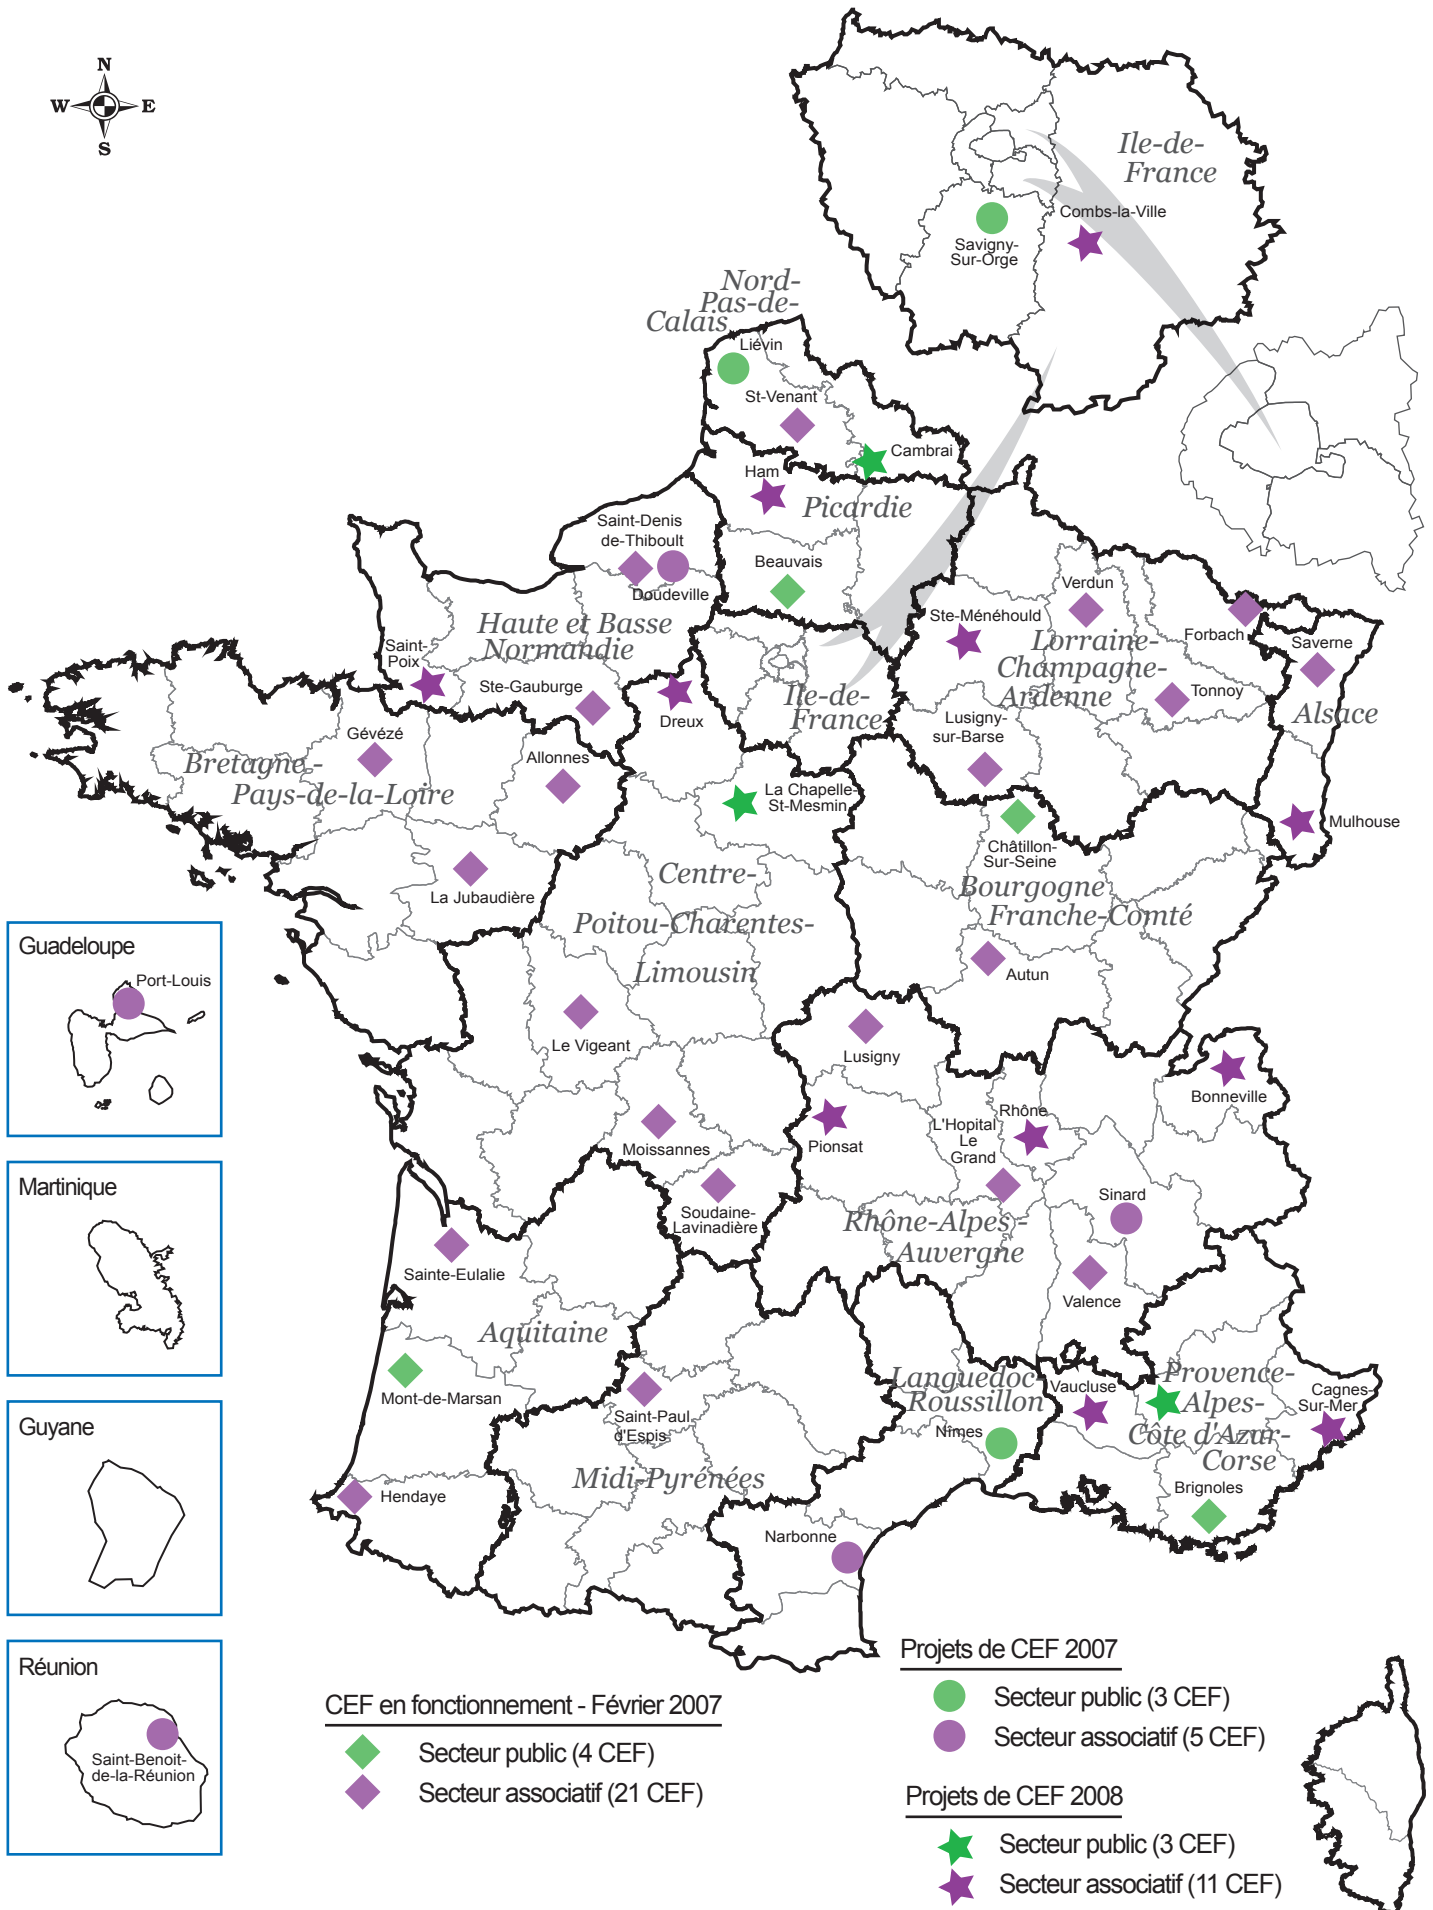 N
W
E
S
Ile-de-
France
Combs-la-Ville
Savigny-
Sur-Orge
Nord-
Pas-de-
Calais
Liévin
St-Venant
Cambrai
Ham
Picardie
Saint-Denis
de-Thiboult
Doudeville
Beauvais
Verdun
Ste-Ménéhould
Forbach
Saverne
Haute et Basse
Normandie
Lorraine-
Champagne-
Ardenne
Saint-
Poix
Ste-Gauburge
Dreux
Ile-de-
France
Tonnoy
Alsace
Lusigny-
sur-Barse
Gévézé
Allonnes
Bretagne -
Pays-de-la-Loire
La Chapelle-
St-Mesmin
Mulhouse
Châtillon-
Sur-Seine
Centre-
Poitou-Charentes-
Limousin
La Jubaudière
Bourgogne
Franche-Comté
Autun
Guadeloupe
Port-Louis
Le Vigeant
Lusigny
Bonneville
Rhône
L'Hopital
Le
Grand
Pionsat
Moissannes
Martinique
Soudaine-
Lavinadière
Sinard
Rhône-Alpes -
Auvergne
Sainte-Eulalie
Valence
Aquitaine
Mont-de-Marsan
Languedoc-
Roussillon
Vaucluse
Provence-
Alpes-
Côte d'Azur-
Corse
Cagnes-
Sur-Mer
Guyane
Saint-Paul
d'Espis
Nîmes
Midi-Pyrénées
Brignoles
Hendaye
Narbonne
Réunion
Saint-Benoit-
de-la-Réunion
CEF en fonctionnement - Février 2007
Secteur public (4 CEF)
Secteur associatif (21 CEF)
Projets de CEF 2007
Secteur public (3 CEF)
Secteur associatif (5 CEF)
Projets de CEF 2008
Secteur public (3 CEF)
Secteur associatif (11 CEF)